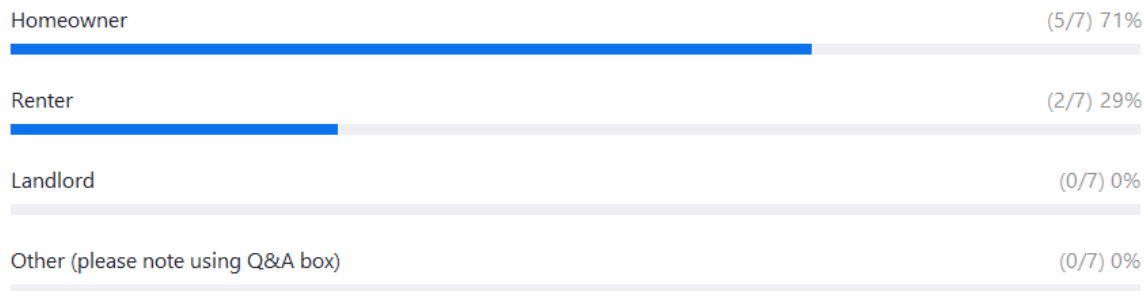 Homeowner (5/7) 71%
Renter (2/7) 29%
Landlord (0/7) 0%
Other (please note using Q&A box) (0/7) 0%